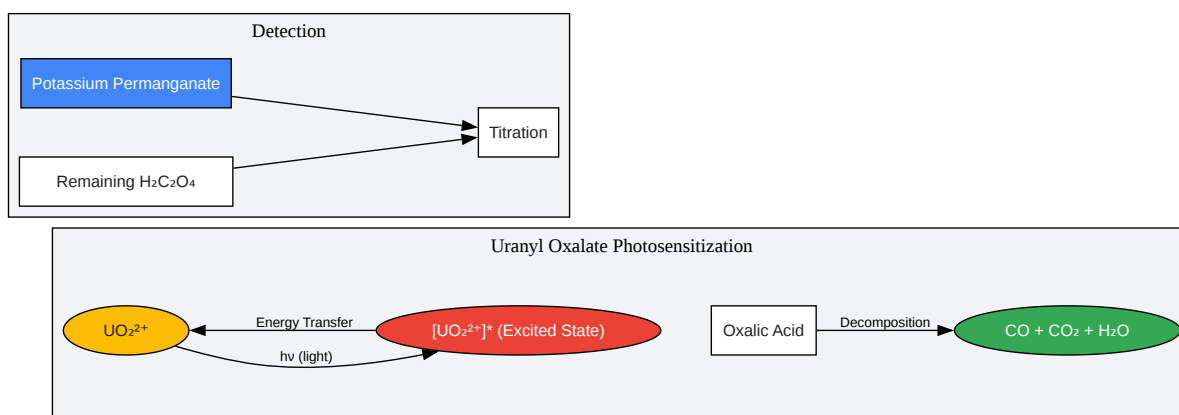 Detection
Potassium Permanganate
Titration
Remaining H₂C₂O₄
Uranyl Oxalate Photosensitization
UO₂²⁺
Energy Transfer
hν (light)
[UO₂²⁺]* (Excited State)
Oxalic Acid
Decomposition
CO + CO₂ + H₂O